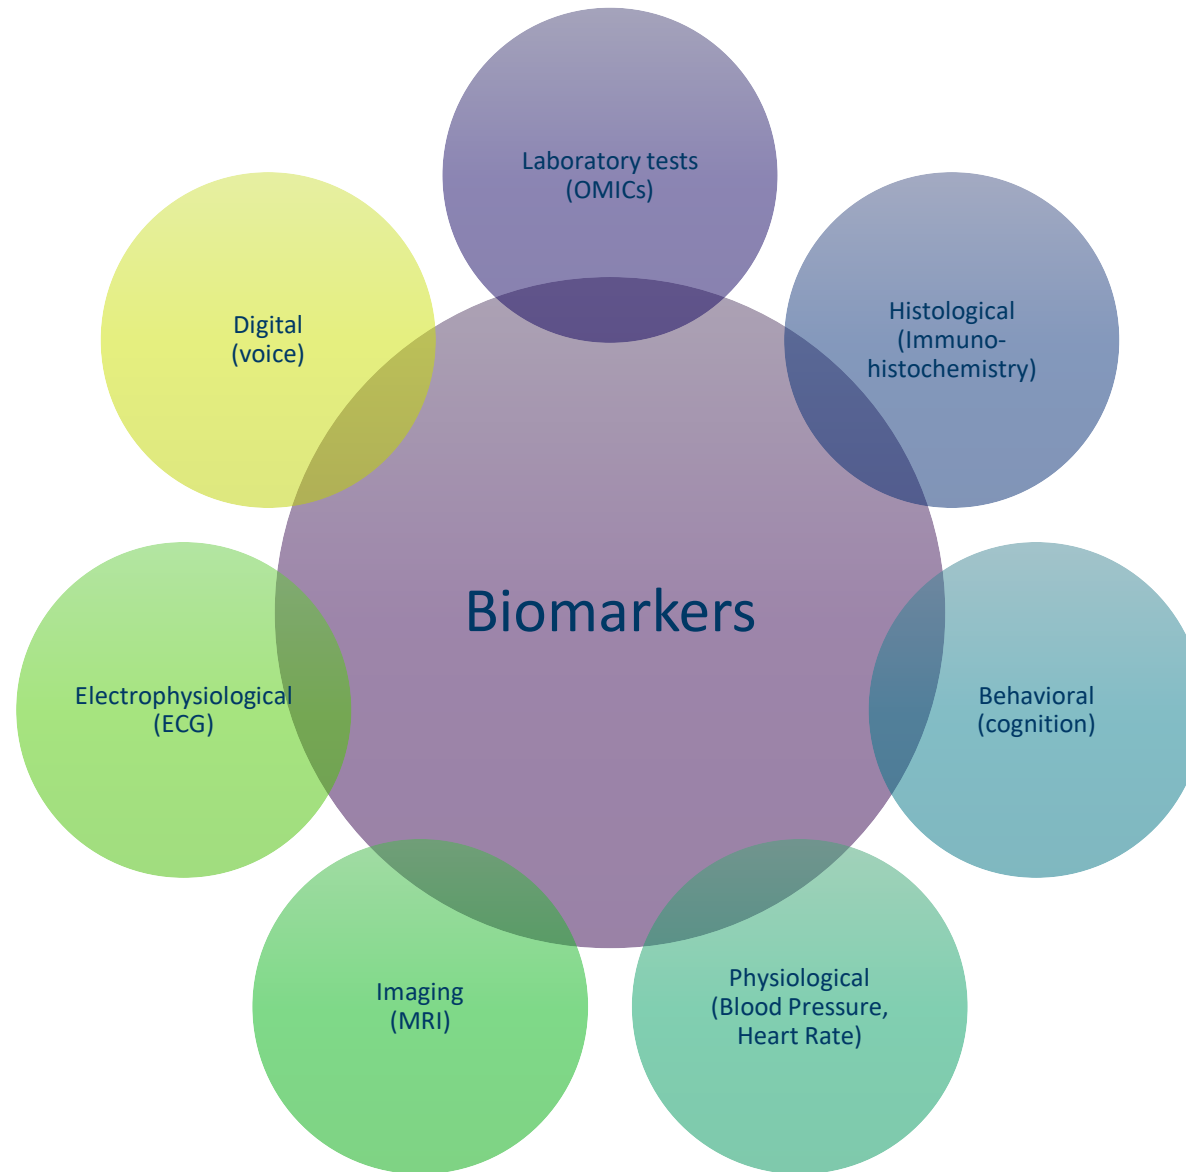 Laboratory tests
(OMICs)
Histological
(Immuno-
histochemistry)
Digital
(voice)
Biomarkers
Behavioral
(cognition)
Electrophysiological
(ECG)
Physiological
(Blood Pressure,
Heart Rate)
Imaging
(MRI)